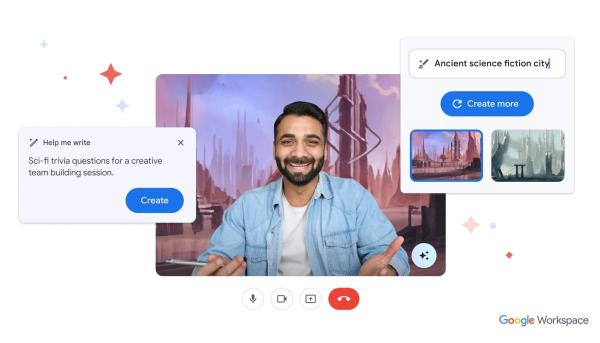 Ancient science fiction city
Create more
Help me write
Sci-fi trivia questions for a creative
team building session.
Create
Google Workspace